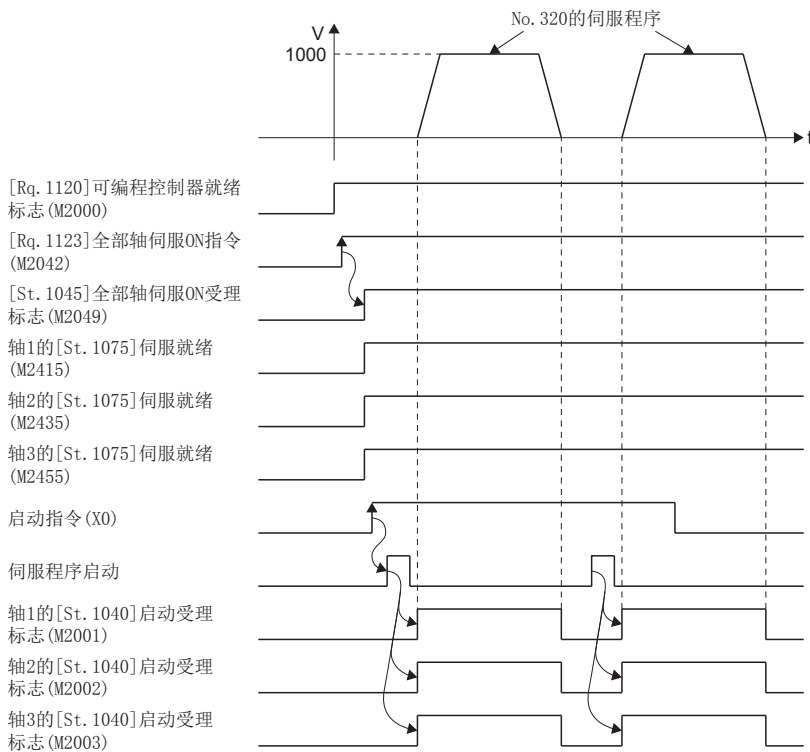 No.320的伺服程序
V
1000
t
[Rq.1120]可编程控制器就绪
标志(M2000)
[Rq.1123]全部轴伺服ON指令
(M2042)
[St.1045]全部轴伺服ON受理
标志(M2049)
轴1的[St.1075]伺服就绪
(M2415)
轴2的[St.1075]伺服就绪
(M2435)
轴3的[St.1075]伺服就绪
(M2455)
启动指令(X0)
伺服程序启动
轴1的[St.1040]启动受理
标志(M2001)
轴2的[St.1040]启动受理
标志(M2002)
轴3的[St.1040]启动受理
标志(M2003)